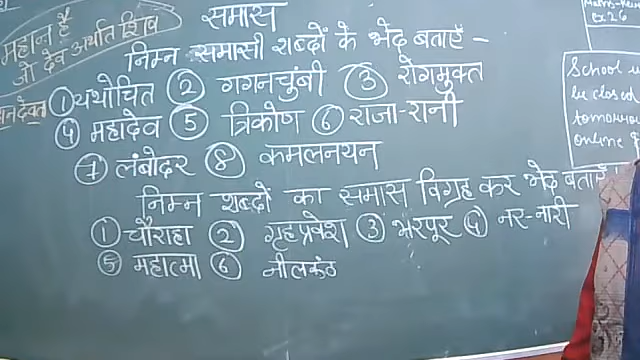 समास
महान है
जो देव अर्थात शिव
निम्न समासी शब्दों के भेद बताएँ -
① यथोचित ② गगनचुंबी ③ रोगमुक्त
④ महादेव ⑤ त्रिकोण ⑥ राजा-रानी
⑦ लंबोदर ⑧ कमलनयन
निम्न शब्दों का समास विग्रह कर भेद बताएँ
① चौराहा ② गृहप्रवेश ③ भरपूर ④ नर-नारी
⑤ महात्मा ⑥ नीलकंठ
Ex 26
School
be closed
tomorrow
online